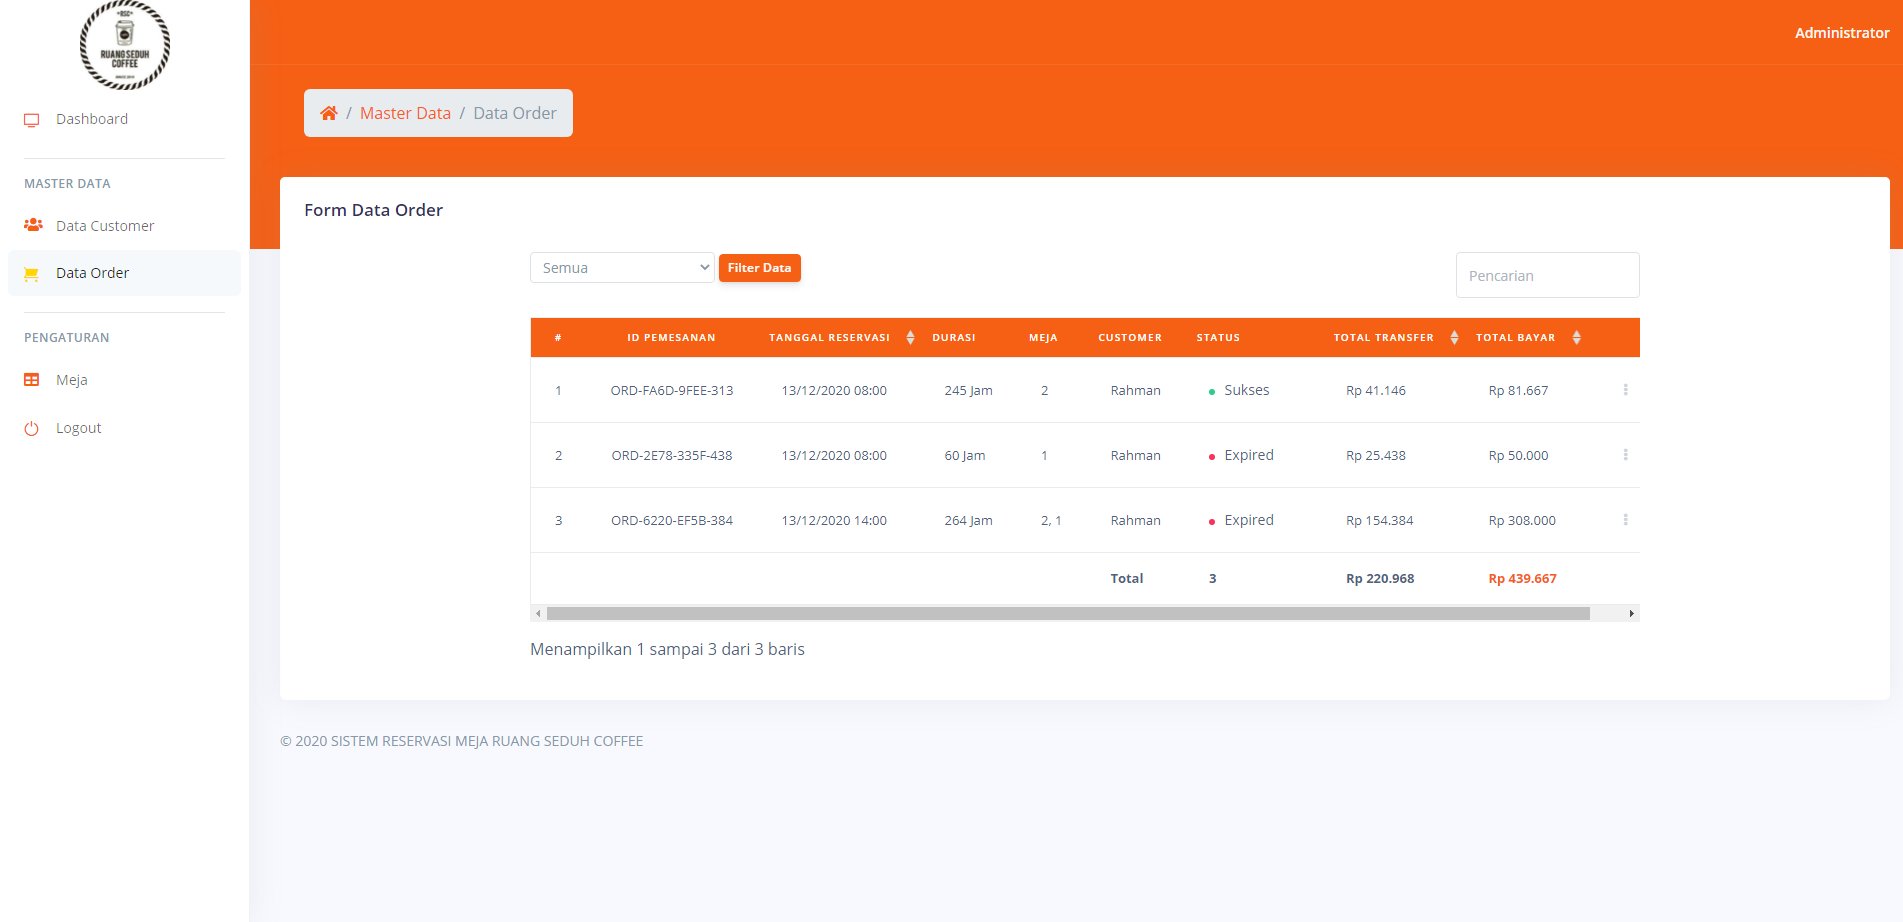 •RSC•
RUANG SEDUH
COFFEE
SINCE 2019
Administrator
Dashboard
MASTER DATA
Data Customer
Data Order
PENGATURAN
Meja
Logout
/ Master Data / Data Order
Form Data Order
Semua Filter Data Pencarian
# ID PEMESANAN TANGGAL RESERVASI DURASI MEJA CUSTOMER STATUS TOTAL TRANSFER TOTAL BAYAR
1 ORD-FA6D-9FEE-313 13/12/2020 08:00 245 Jam 2 Rahman Sukses Rp 41.146 Rp 81.667
2 ORD-2E78-335F-438 13/12/2020 08:00 60 Jam 1 Rahman Expired Rp 25.438 Rp 50.000
3 ORD-6220-EF5B-384 13/12/2020 14:00 264 Jam 2, 1 Rahman Expired Rp 154.384 Rp 308.000
Total 3 Rp 220.968 Rp 439.667
Menampilkan 1 sampai 3 dari 3 baris
© 2020 SISTEM RESERVASI MEJA RUANG SEDUH COFFEE